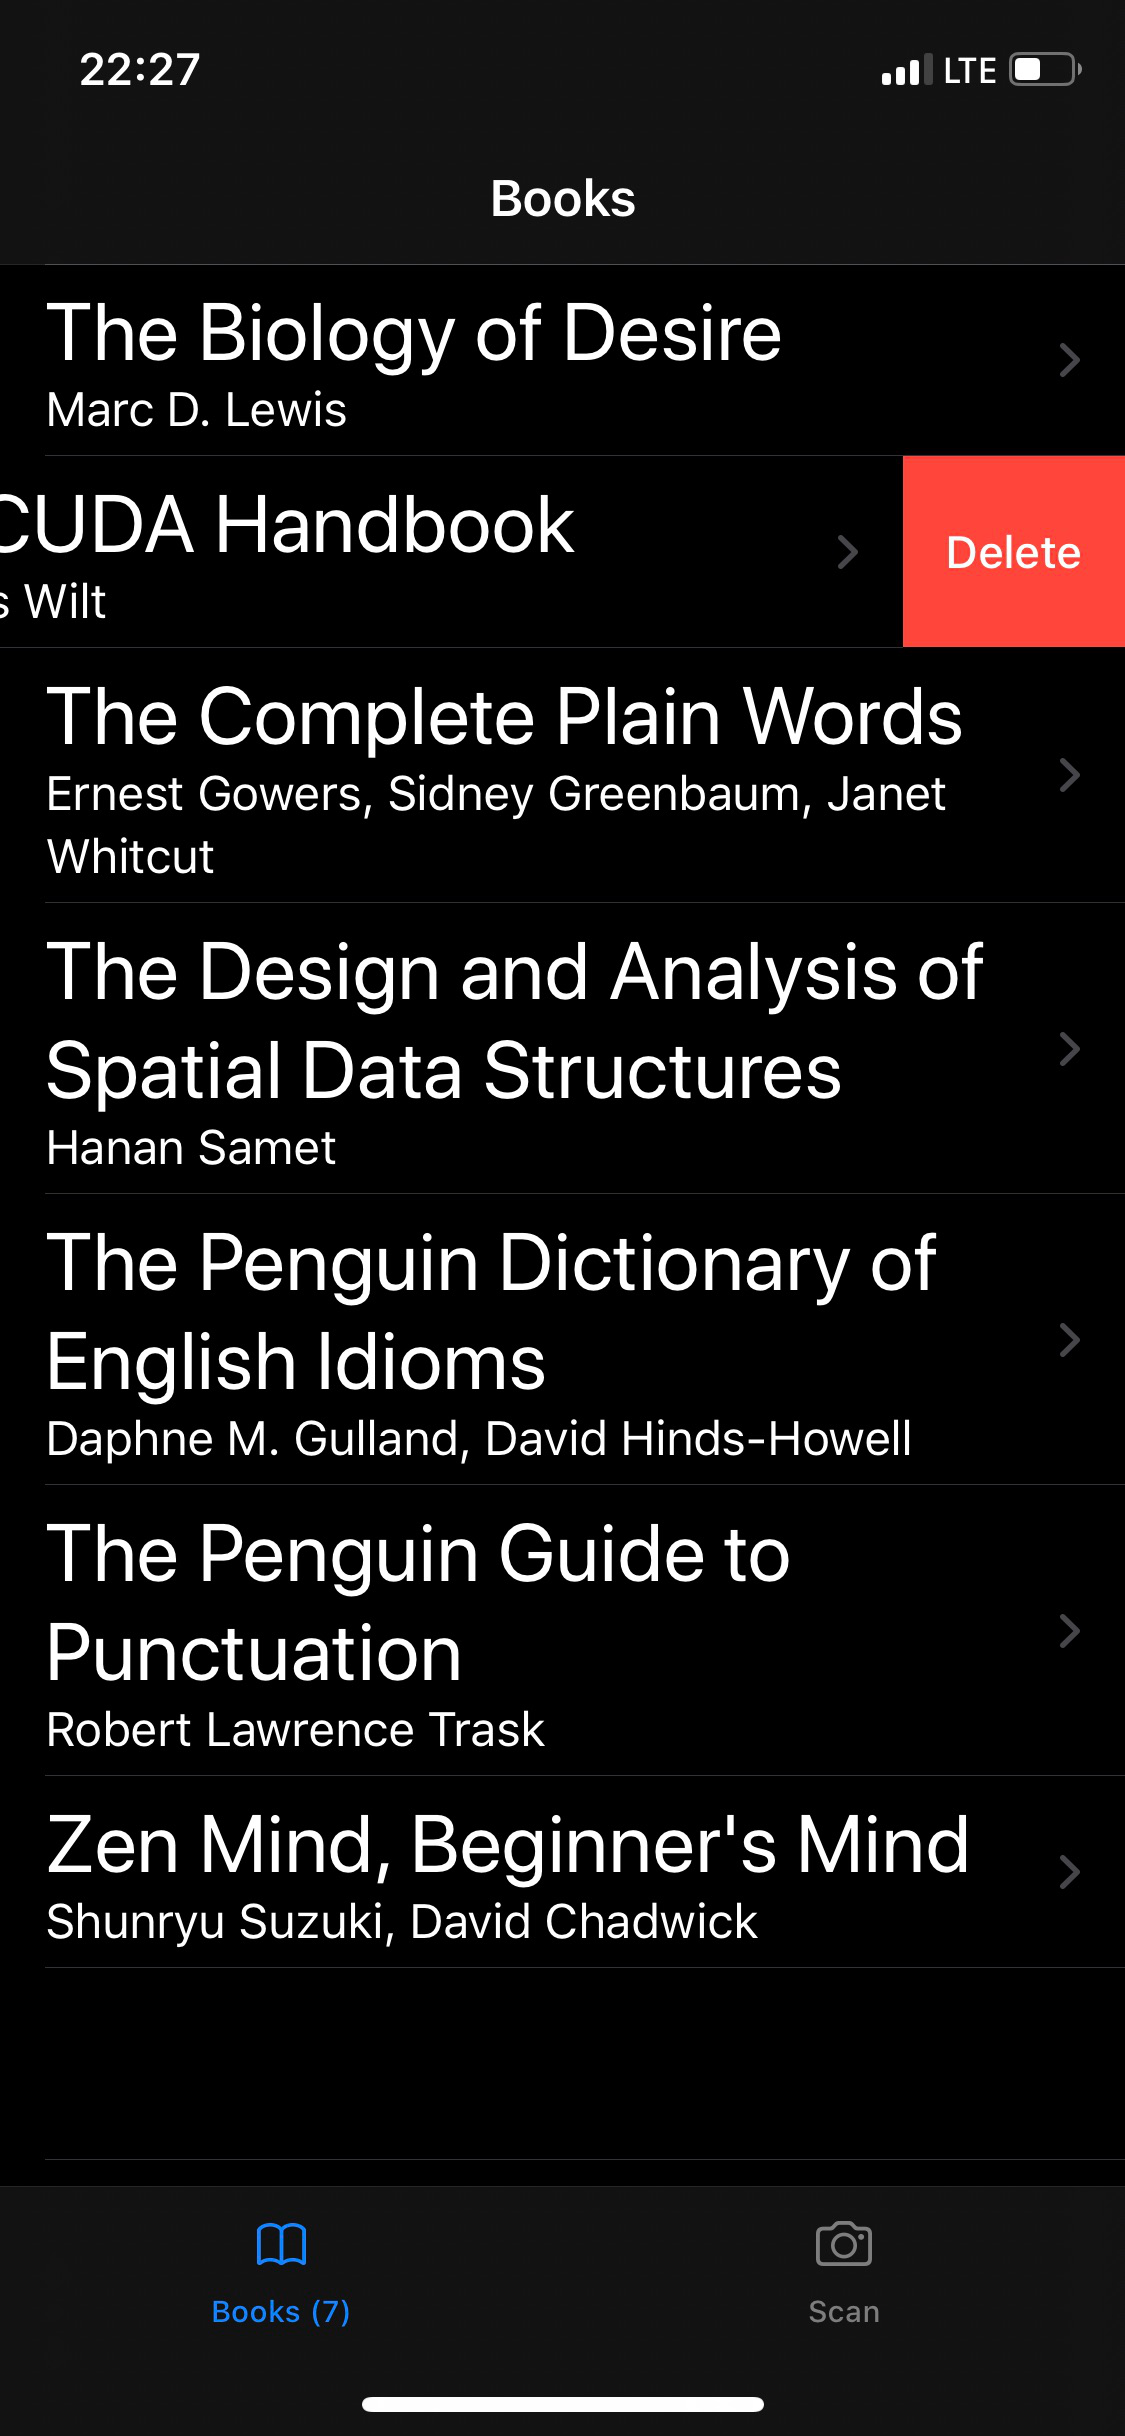 22:27 LTE
Books
The Biology of Desire
Marc D. Lewis
CUDA Handbook
s Wilt
Delete
The Complete Plain Words
Ernest Gowers, Sidney Greenbaum, Janet
Whitcut
The Design and Analysis of
Spatial Data Structures
Hanan Samet
The Penguin Dictionary of
English Idioms
Daphne M. Gulland, David Hinds-Howell
The Penguin Guide to
Punctuation
Robert Lawrence Trask
Zen Mind, Beginner's Mind
Shunryu Suzuki, David Chadwick
Books (7)
Scan